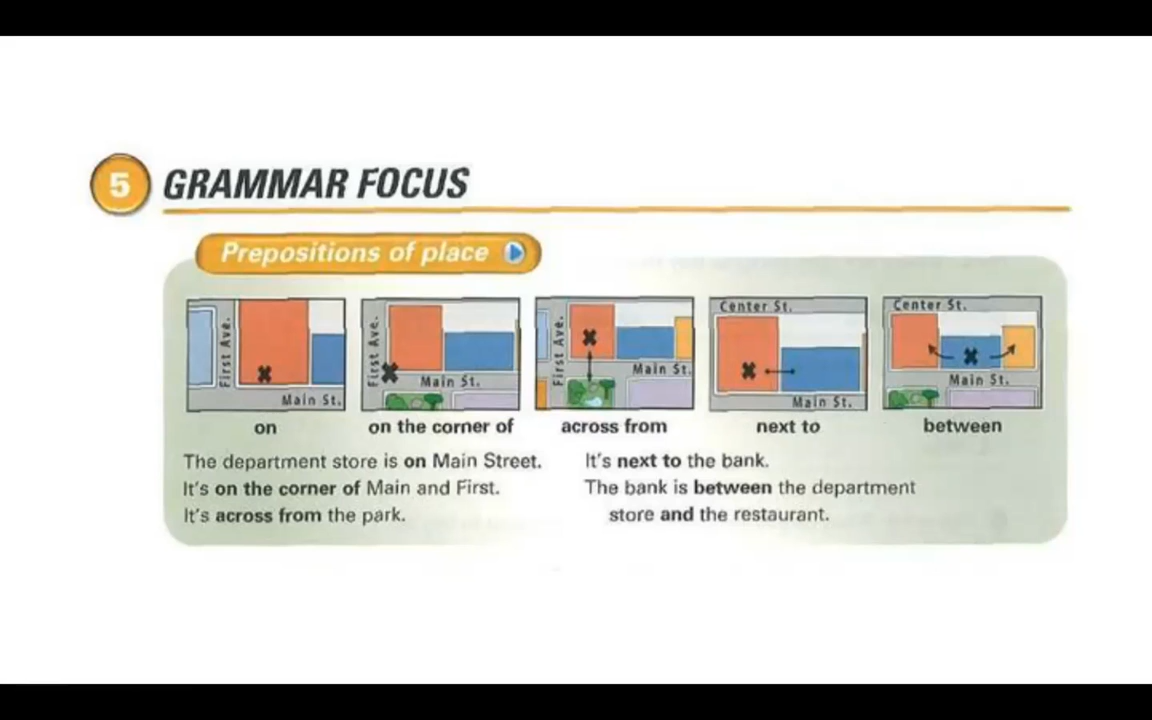 5 GRAMMAR FOCUS
Prepositions of place
First Ave.
Main St.
on
First Ave.
Main St.
on the corner of
First Ave.
Main St.
across from
Center St.
Main St.
next to
Center St.
Main St.
between
The department store is on Main Street.
It's on the corner of Main and First.
It's across from the park.
It's next to the bank.
The bank is between the department
store and the restaurant.